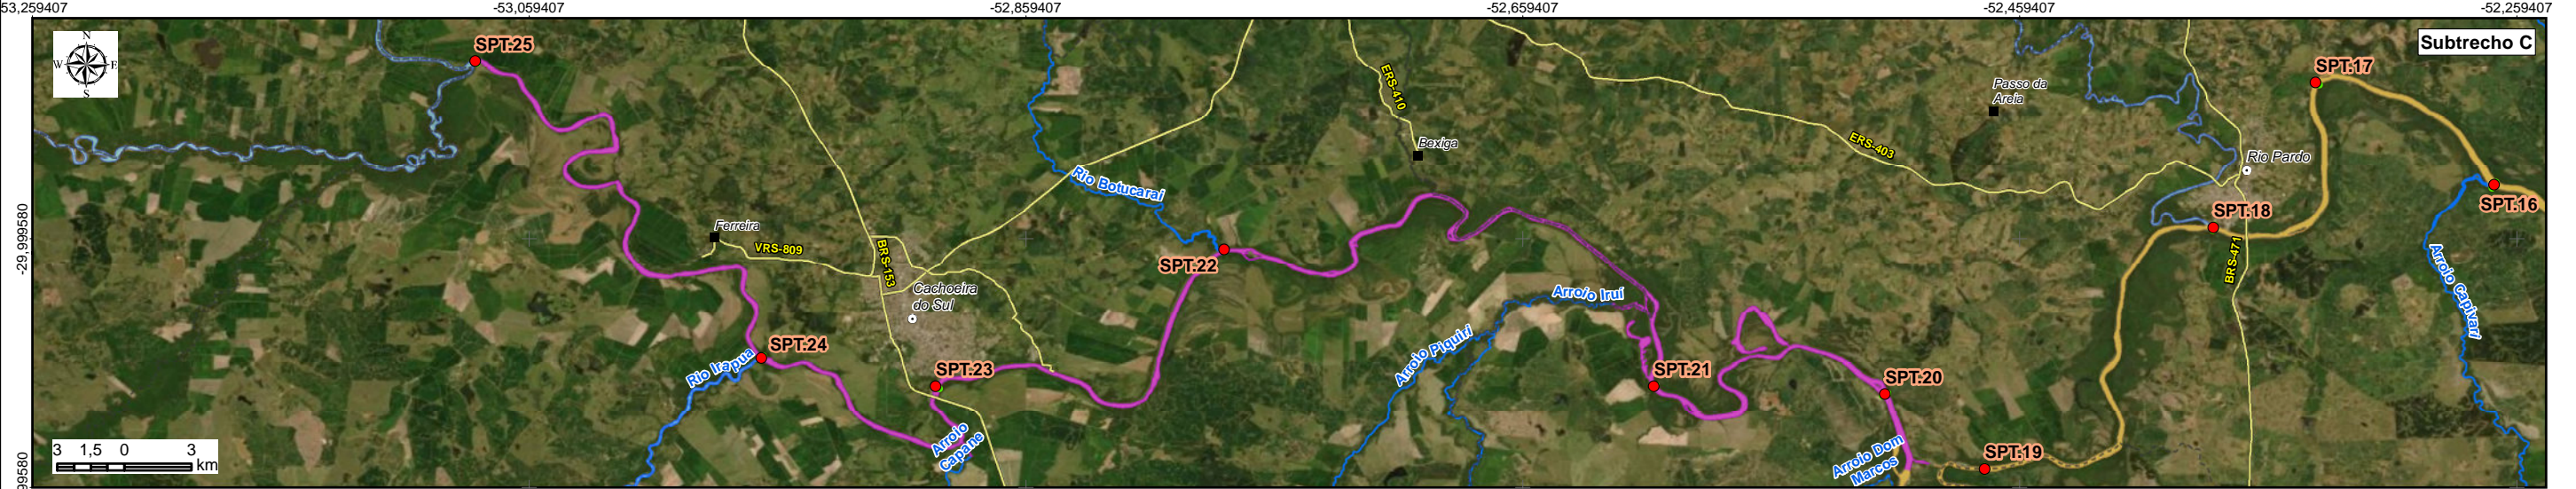 53,259407
-53,059407
-52,859407
-52,659407
-52,459407
-52,259407
Subtrecho C
N
W E
S
SPT.25
SPT.17
ERS-410
Passo da
Areia
Bexiga
ERS-403
Rio Pardo
Rio Botucaraí
SPT.16
SPT.18
Ferreira
VRS-809
BRS-153
-29,999580
SPT.22
BRS-471
Arroio Capivari
Cachoeira
do Sul
Arroio Iruí
Arroio Piquiri
SPT.24
SPT.23
Rio Irapua
SPT.21
SPT.20
Arroio
Capane
Arroio Dom
Marcos
SPT.19
3 1,5 0 3
km
99580